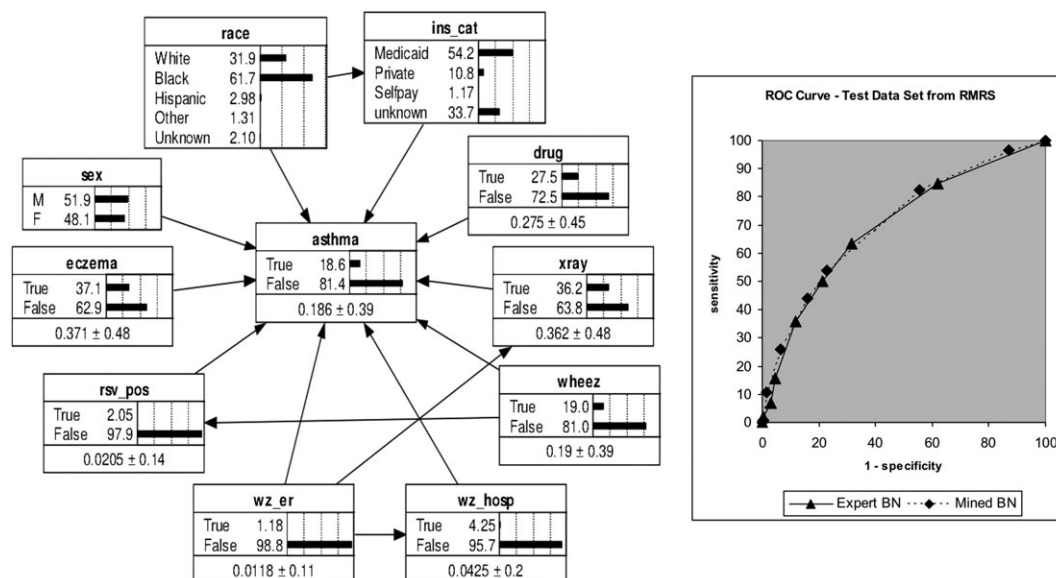 race
White 31.9
Black 61.7
Hispanic 2.98
Other 1.31
Unknown 2.10
ins_cat
Medicaid 54.2
Private 10.8
Selfpay 1.17
unknown 33.7
sex
M 51.9
F 48.1
drug
True 27.5
False 72.5
0.275 ± 0.45
asthma
True 18.6
False 81.4
0.186 ± 0.39
eczema
True 37.1
False 62.9
0.371 ± 0.48
xray
True 36.2
False 63.8
0.362 ± 0.48
rsv_pos
True 2.05
False 97.9
0.0205 ± 0.14
wheez
True 19.0
False 81.0
0.19 ± 0.39
wz_er
True 1.18
False 98.8
0.0118 ± 0.11
wz_hosp
True 4.25
False 95.7
0.0425 ± 0.2
ROC Curve - Test Data Set from RMRS
sensitivity
100
90
80
70
60
50
40
30
20
10
0
0 20 40 60 80 100
1 - specificity
Expert BN Mined BN